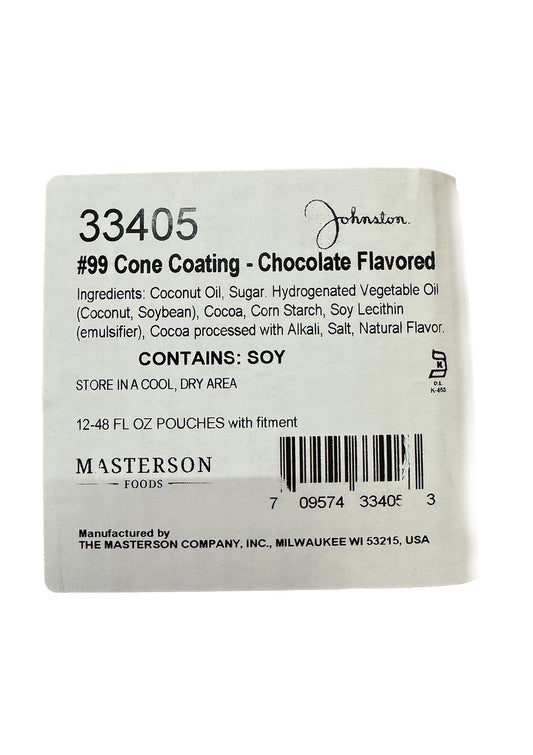 33405
Johnston.
#99 Cone Coating - Chocolate Flavored
Ingredients: Coconut Oil, Sugar. Hydrogenated Vegetable Oil
(Coconut, Soybean), Cocoa, Corn Starch, Soy Lecithin
(emulsifier), Cocoa processed with Alkali, Salt, Natural Flavor.
CONTAINS: SOY
STORE IN A COOL, DRY AREA
K
D.E.
K-463
12-48 FL OZ POUCHES with fitment
MASTERSON
FOODS
7 09574 33405 3
Manufactured by
THE MASTERSON COMPANY, INC., MILWAUKEE WI 53215, USA